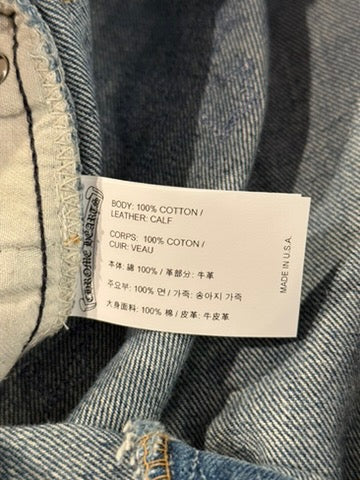 BODY: 100% COTTON /
LEATHER: CALF
CORPS: 100% COTON /
CUIR: VEAU
本体: 綿 100% / 革部分: 牛革
주요부: 100% 면 / 가죽: 송아지 가죽
大身面料: 100% 棉 / 皮革: 牛皮革
CHROME HEARTS
MADE IN U.S.A.